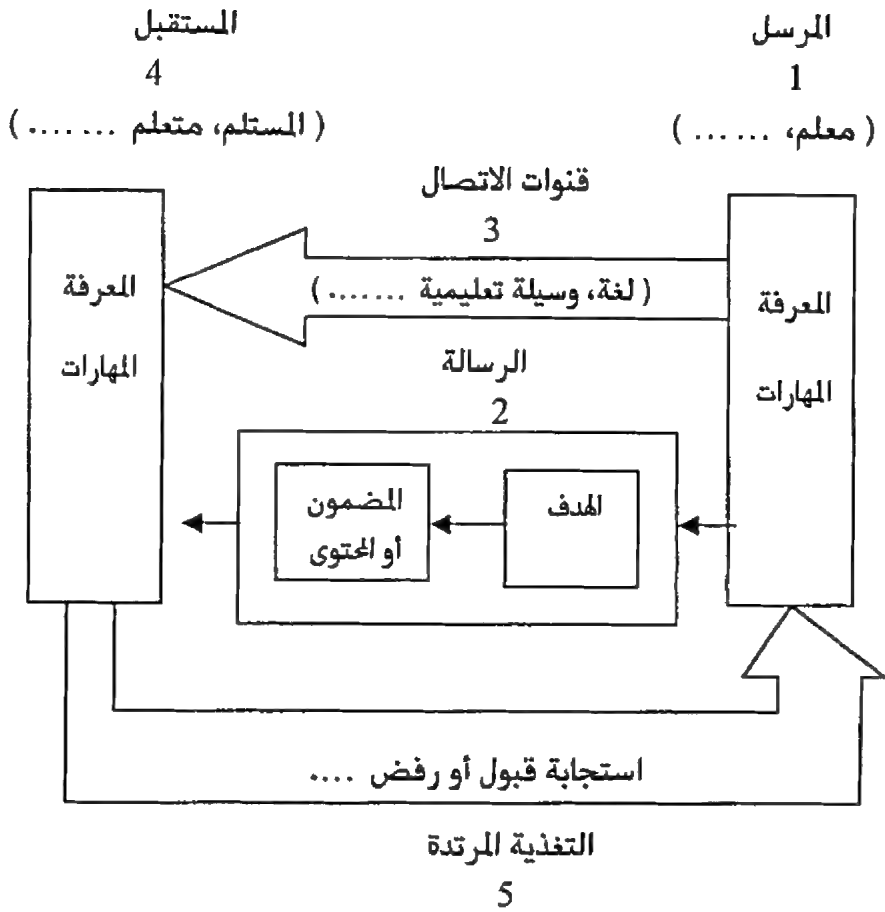 المرسل
1
( معلم، ...... )
المستقبل
4
( المستلم، متعلم ....... )
قنوات الاتصال
3
( لغة، وسيلة تعليمية ....... )
المعرفة
المهارات
المعرفة
المهارات
الرسالة
2
الهدف
المضمون
أو المحتوى
استجابة قبول أو رفض ....
التغذية المرتدة
5